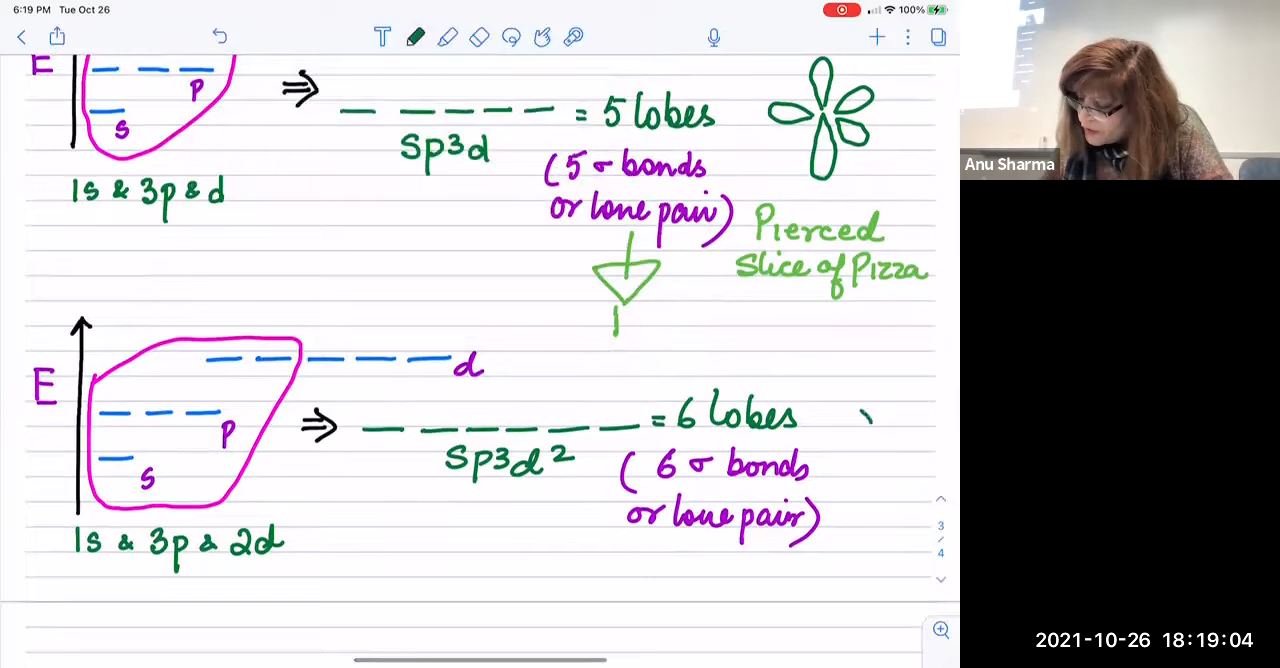 6:19 PM Tue Oct 26
100%
E
P
S
1s & 3p & d
⇒
= 5 lobes
Sp3d
(5 σ bonds
or lone pair)
Pierced
Slice of Pizza
Anu Sharma
E
d
P
S
1s & 3p & 2d
⇒
= 6 lobes
Sp3d2
( 6 σ bonds
or lone pair)
3
/
4
2021-10-26 18:19:04